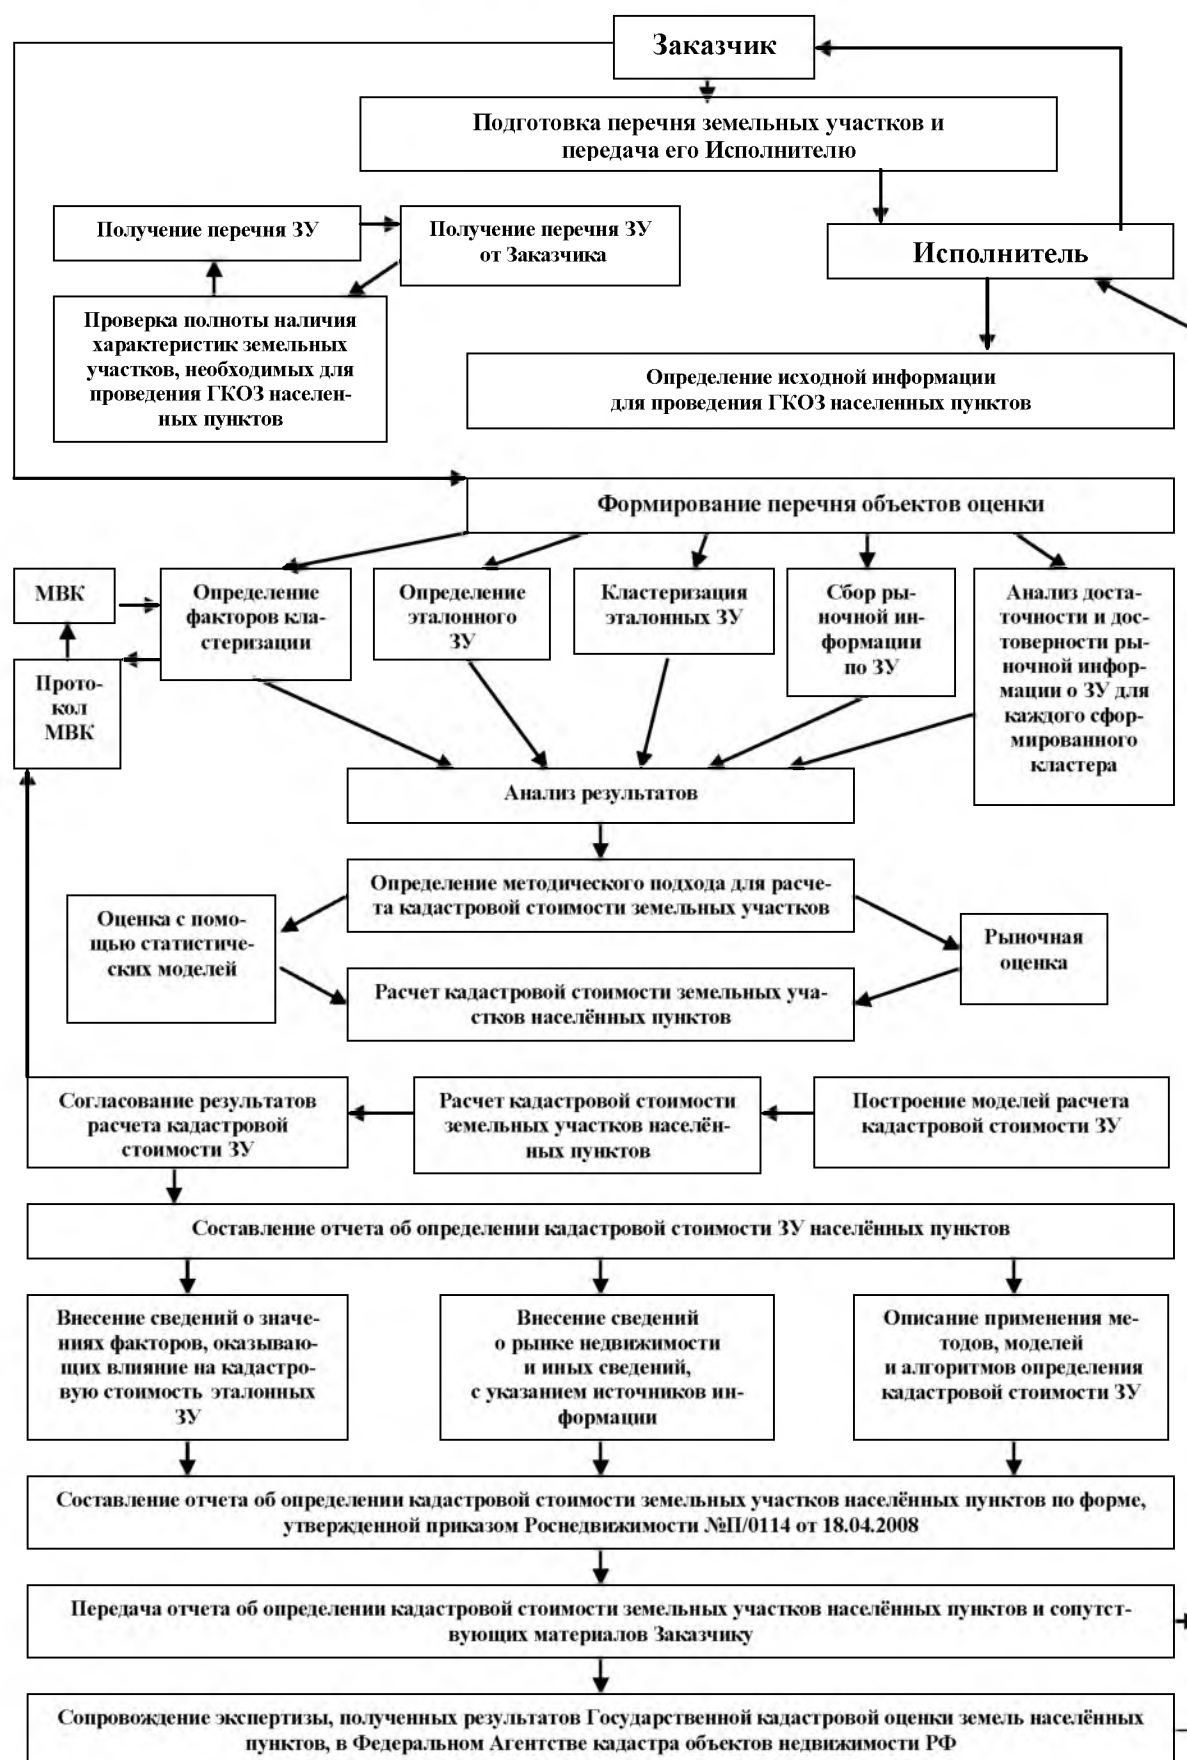 Заказчик
Подготовка перечня земельных участков и
передача его Исполнителю
Получение перечня ЗУ
Получение перечня ЗУ
от Заказчика
Исполнитель
Проверка полноты наличия
характеристик земельных
участков, необходимых для
проведения ГКОЗ населен-
ных пунктов
Определение исходной информации
для проведения ГКОЗ населенных пунктов
Формирование перечня объектов оценки
МВК
Определение
факторов кла-
стеризации
Определение
эталонного
ЗУ
Кластеризация
эталонных ЗУ
Сбор ры-
ночной ин-
формации
по ЗУ
Анализ доста-
точности и дос-
товерности ры-
ночной инфор-
мации о ЗУ для
каждого сфор-
мированного
кластера
Прото-
кол
МВК
Анализ результатов
Определение методического подхода для расче-
та кадастровой стоимости земельных участков
Оценка с помо-
щью статистиче-
ских моделей
Рыночная
оценка
Расчет кадастровой стоимости земельных уча-
стков населённых пунктов
Согласование результатов
расчета кадастровой
стоимости ЗУ
Расчет кадастровой стоимости
земельных участков населён-
ных пунктов
Построение моделей расчета
кадастровой стоимости ЗУ
Составление отчета об определении кадастровой стоимости ЗУ населённых пунктов
Внесение сведений о значе-
ниях факторов, оказываю-
щих влияние на кадастро-
вую стоимость эталонных
ЗУ
Внесение сведений
о рынке недвижимости
и иных сведений,
с указанием источников ин-
формации
Описание применения ме-
тодов, моделей
и алгоритмов определения
кадастровой стоимости ЗУ
Составление отчета об определении кадастровой стоимости земельных участков населённых пунктов по форме,
утвержденной приказом Роснедвижимости №П/0114 от 18.04.2008
Передача отчета об определении кадастровой стоимости земельных участков населённых пунктов и сопутст-
вующих материалов Заказчику
Сопровождение экспертизы, полученных результатов Государственной кадастровой оценки земель населённых
пунктов, в Федеральном Агентстве кадастра объектов недвижимости РФ